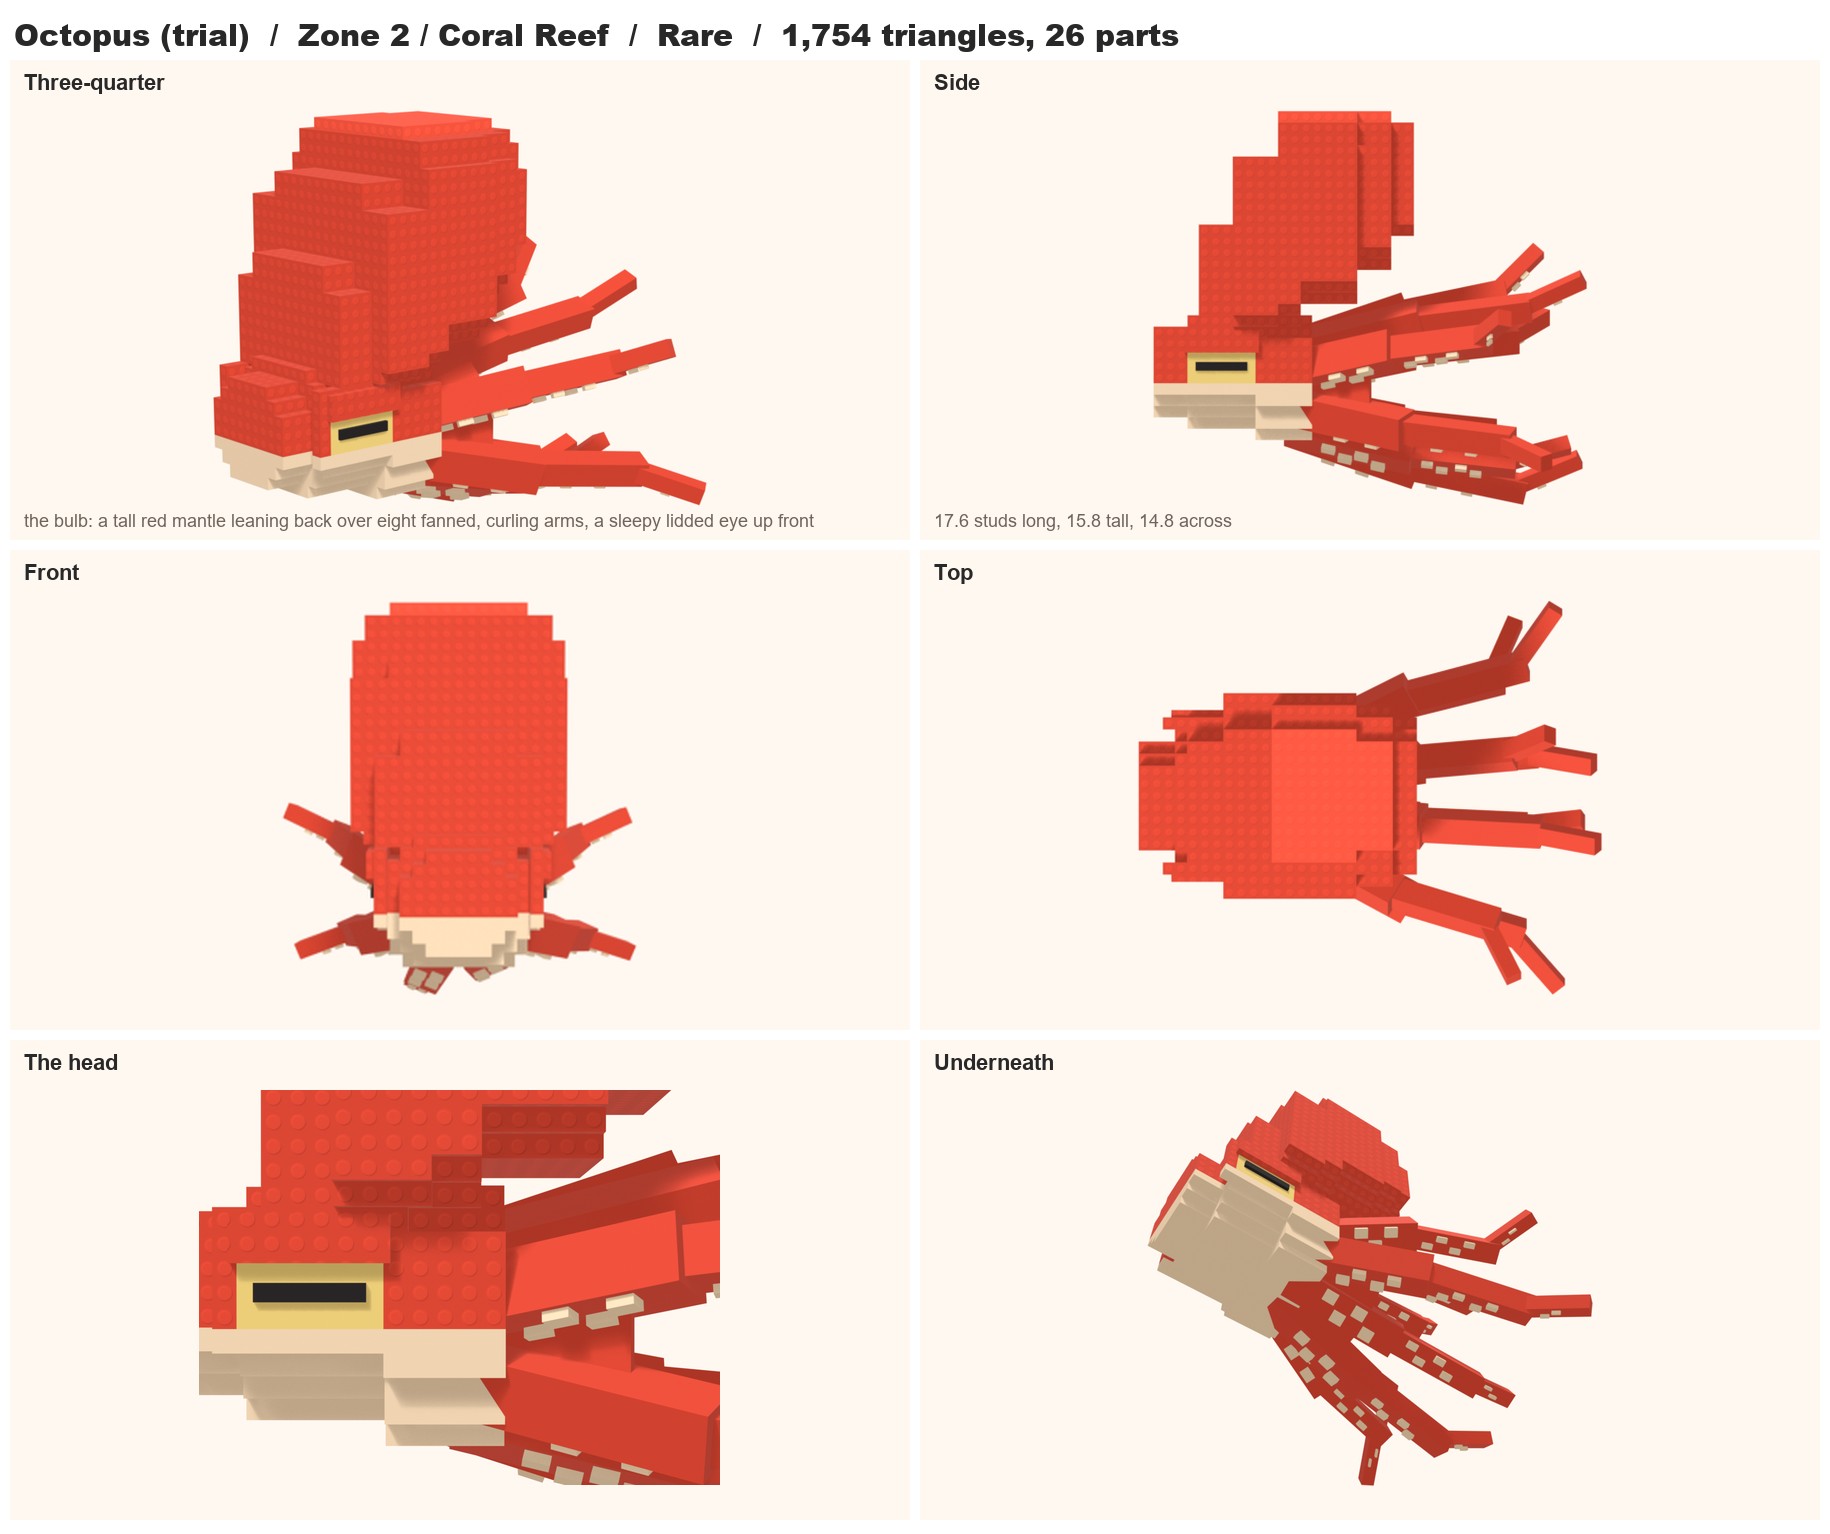 Octopus (trial) / Zone 2 / Coral Reef / Rare / 1,754 triangles, 26 parts
Three-quarter
the bulb: a tall red mantle leaning back over eight fanned, curling arms, a sleepy lidded eye up front
Side
17.6 studs long, 15.8 tall, 14.8 across
Front
Top
The head
Underneath